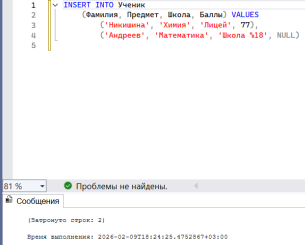 1 INSERT INTO Ученик
2 (Фамилия, Предмет, Школа, Баллы) VALUES
3 ('Никишина', 'Химия', 'Лицей', 77),
4 ('Андреев', 'Математика', 'Школа %18', NULL)
5
81 %
Проблемы не найдены.
Сообщения
(Затронуто строк: 2)
Время выполнения: 2026-02-09T18:24:25.4752867+03:00